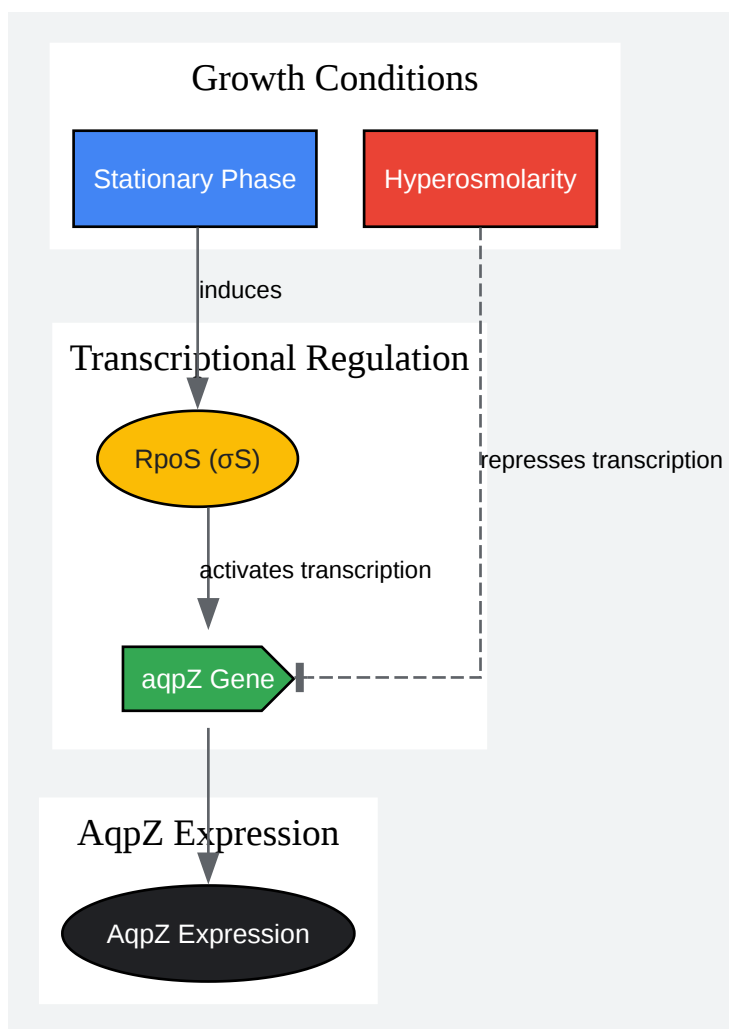 Growth Conditions
Stationary Phase
Hyperosmolarity
induces
Transcriptional Regulation
RpoS (σS)
represses transcription
activates transcription
aqpZ Gene
AqpZ Expression
AqpZ Expression